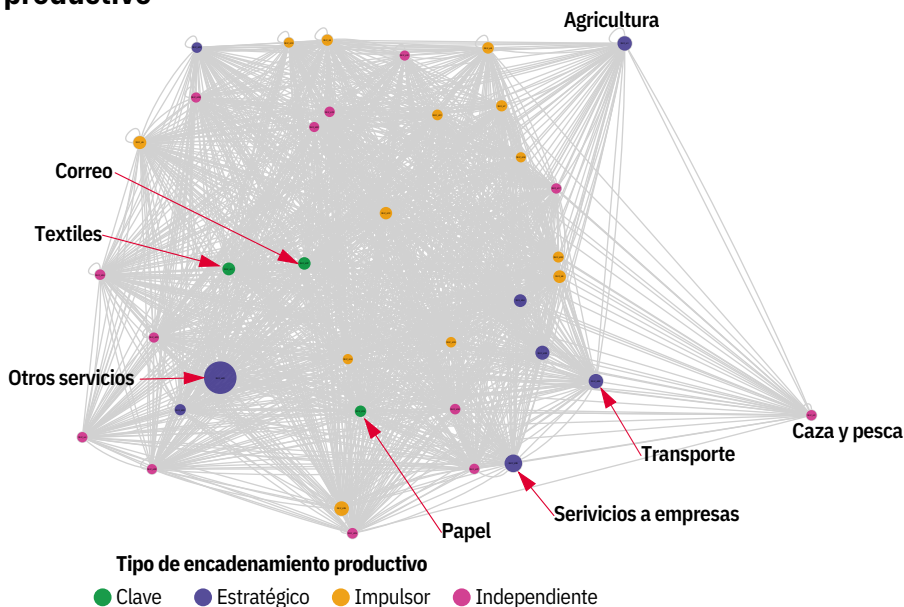 productivo
Agricultura
Correo
Textiles
Otros servicios
Caza y pesca
Transporte
Serivicios a empresas
Papel
Tipo de encadenamiento productivo
Clave
Estratégico
Impulsor
Independiente